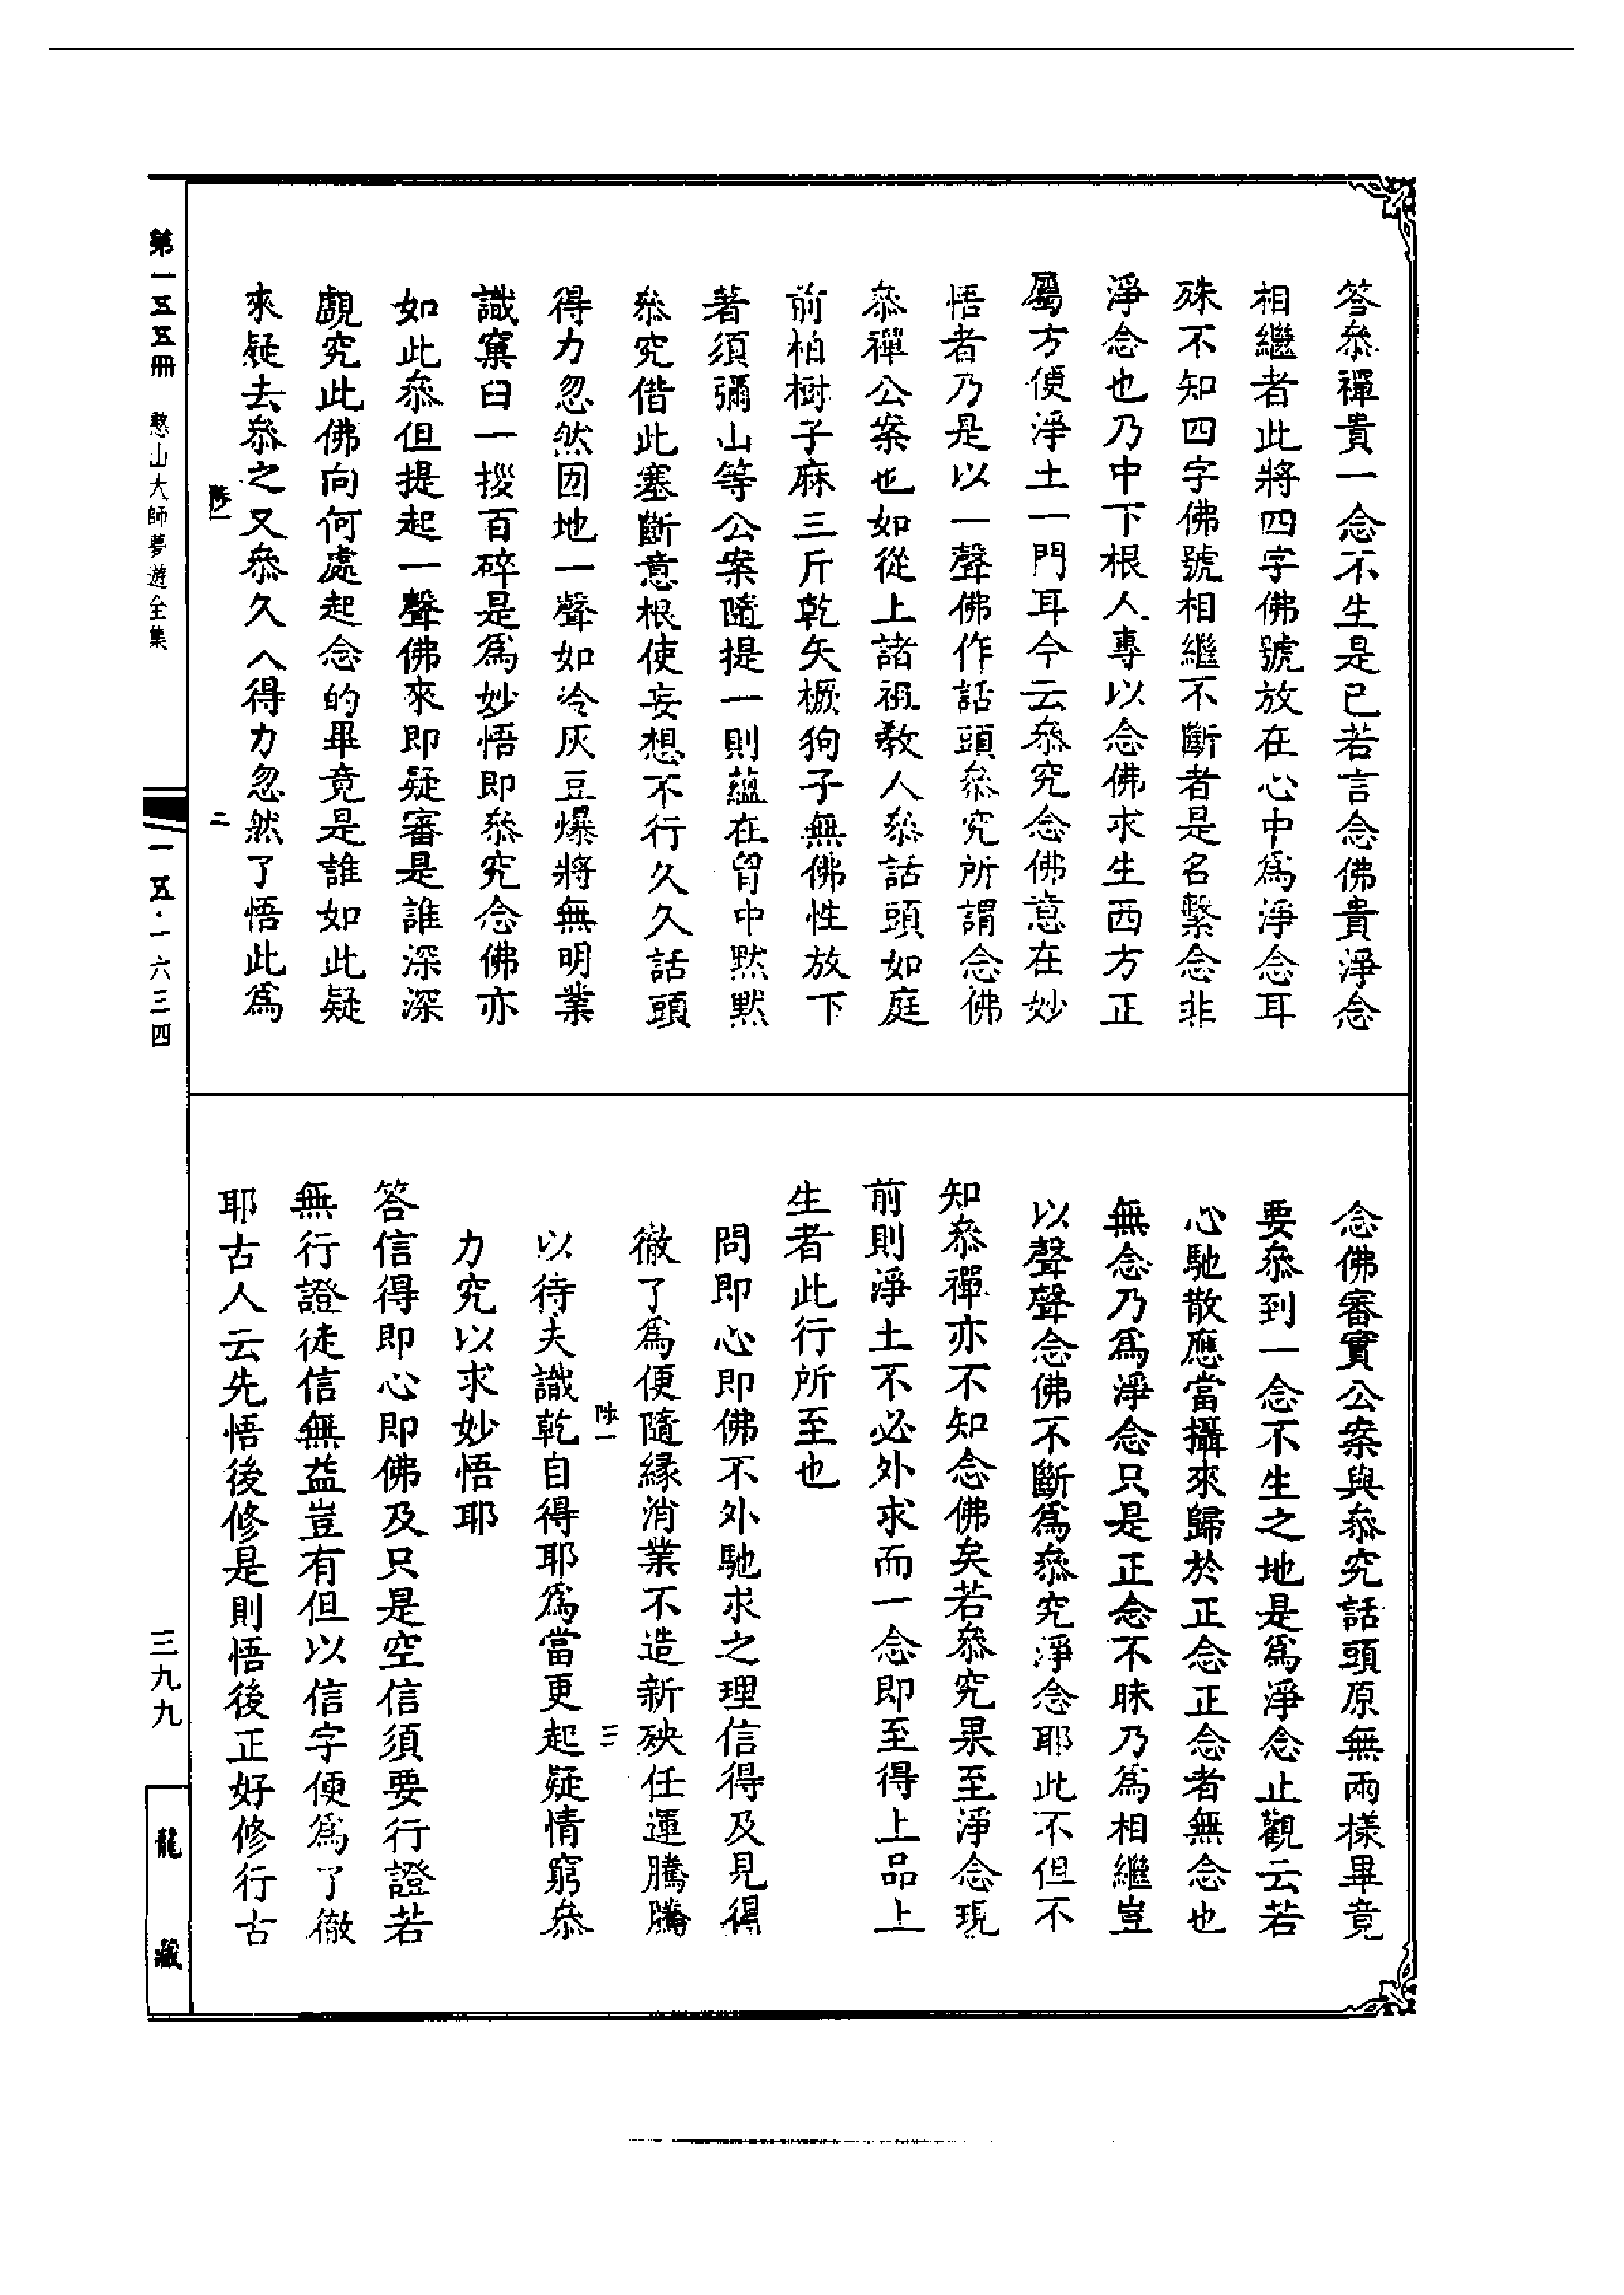 答叅禪貴一念不生是已若言念佛貴淨念
相繼者此將四字佛號放在心中爲淨念耳
殊不知四字佛號相繼不斷者是名繫念非
淨念也乃中下根人專以念佛求生西方正
屬方便淨土一門耳今云叅究念佛意在妙
悟者乃是以一聲佛作話頭叅究所謂念佛
叅禪公案也如從上諸祖教人叅話頭如庭
前柏樹子麻三斤乾矢橛狗子無佛性放下
著須彌山等公案隨提一則蘊在胷中默默
叅究借此塞斷意根使妄想不行久久話頭
得力忽然囡地一聲如冷灰豆爆將無明業
識窠臼一挼百碎是爲妙悟即叅究念佛亦
如此叅但提起一聲佛來即疑審是誰深深
覷究此佛向何處起念的畢竟是誰如此疑
來疑去叅之又叅久久得力忽然了悟此爲
陟一 二
念佛審實公案與叅究話頭原無兩樣畢竟
要叅到一念不生之地是爲淨念止觀云若
心馳散應當攝來歸於正念正念者無念也
無念乃爲淨念只是正念不昧乃爲相繼豈
以聲聲念佛不斷爲叅究淨念耶此不但不
知叅禪亦不知念佛矣若叅究果至淨念現
前則淨土不必外求而一念即至得上品上
生者此行所至也
問即心即佛不外馳求之理信得及見得
徹了爲便隨緣消業不造新殃任運騰騰
陟一 三
以待夫識乾自得耶爲當更起疑情窮叅
力究以求妙悟耶
答信得即心即佛及只是空信須要行證若
無行證徒信無益豈有但以信字便爲了徹
耶古人云先悟後修是則悟後正好修行古
第一五五冊 憨山大師夢遊全集
一五·一六三四
三九九
龍藏